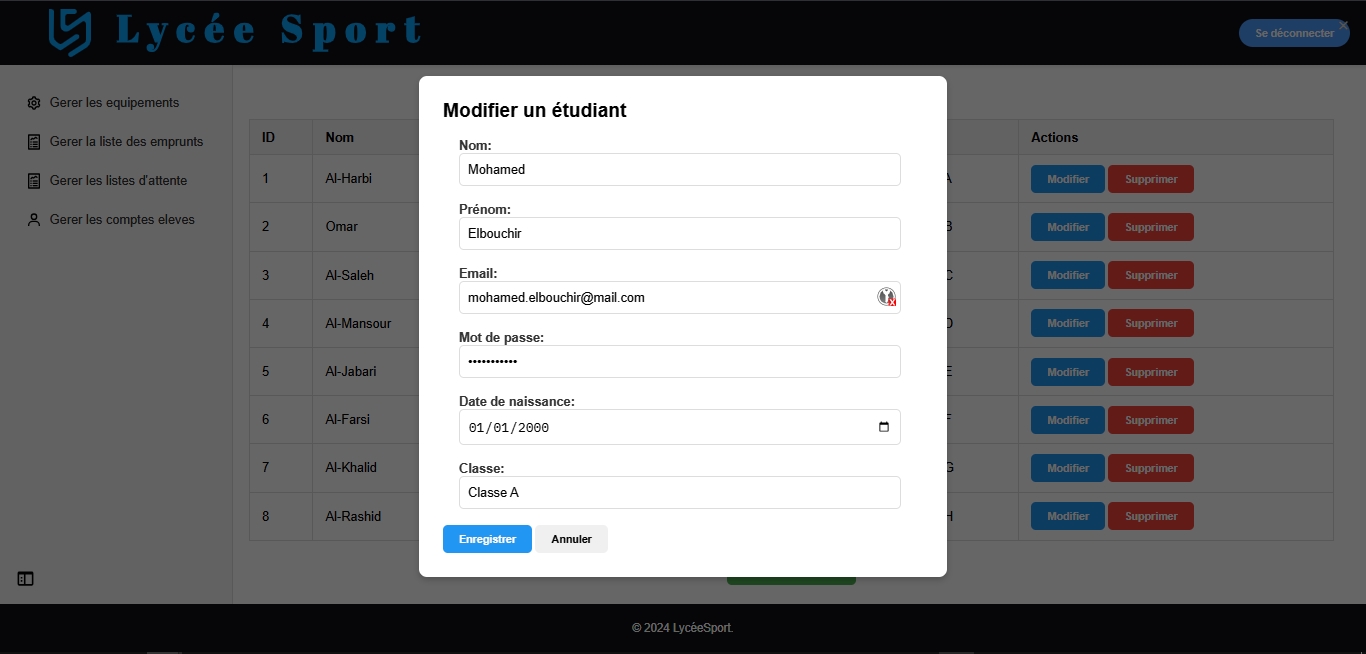 Lycée Sport
Se déconnecter
Gerer les equipements
Gerer la liste des emprunts
Gerer les listes d'attente
Gerer les comptes eleves
Modifier un étudiant
Nom:
Mohamed
Prénom:
Elbouchir
Email:
mohamed.elbouchir@mail.com
Mot de passe:
•••••••••••
Date de naissance:
01/01/2000
Classe:
Classe A
Enregistrer Annuler
ID Nom Actions
1 Al-Harbi A Modifier Supprimer
2 Omar B Modifier Supprimer
3 Al-Saleh C Modifier Supprimer
4 Al-Mansour D Modifier Supprimer
5 Al-Jabari E Modifier Supprimer
6 Al-Farsi F Modifier Supprimer
7 Al-Khalid G Modifier Supprimer
8 Al-Rashid H Modifier Supprimer
© 2024 LycéeSport.